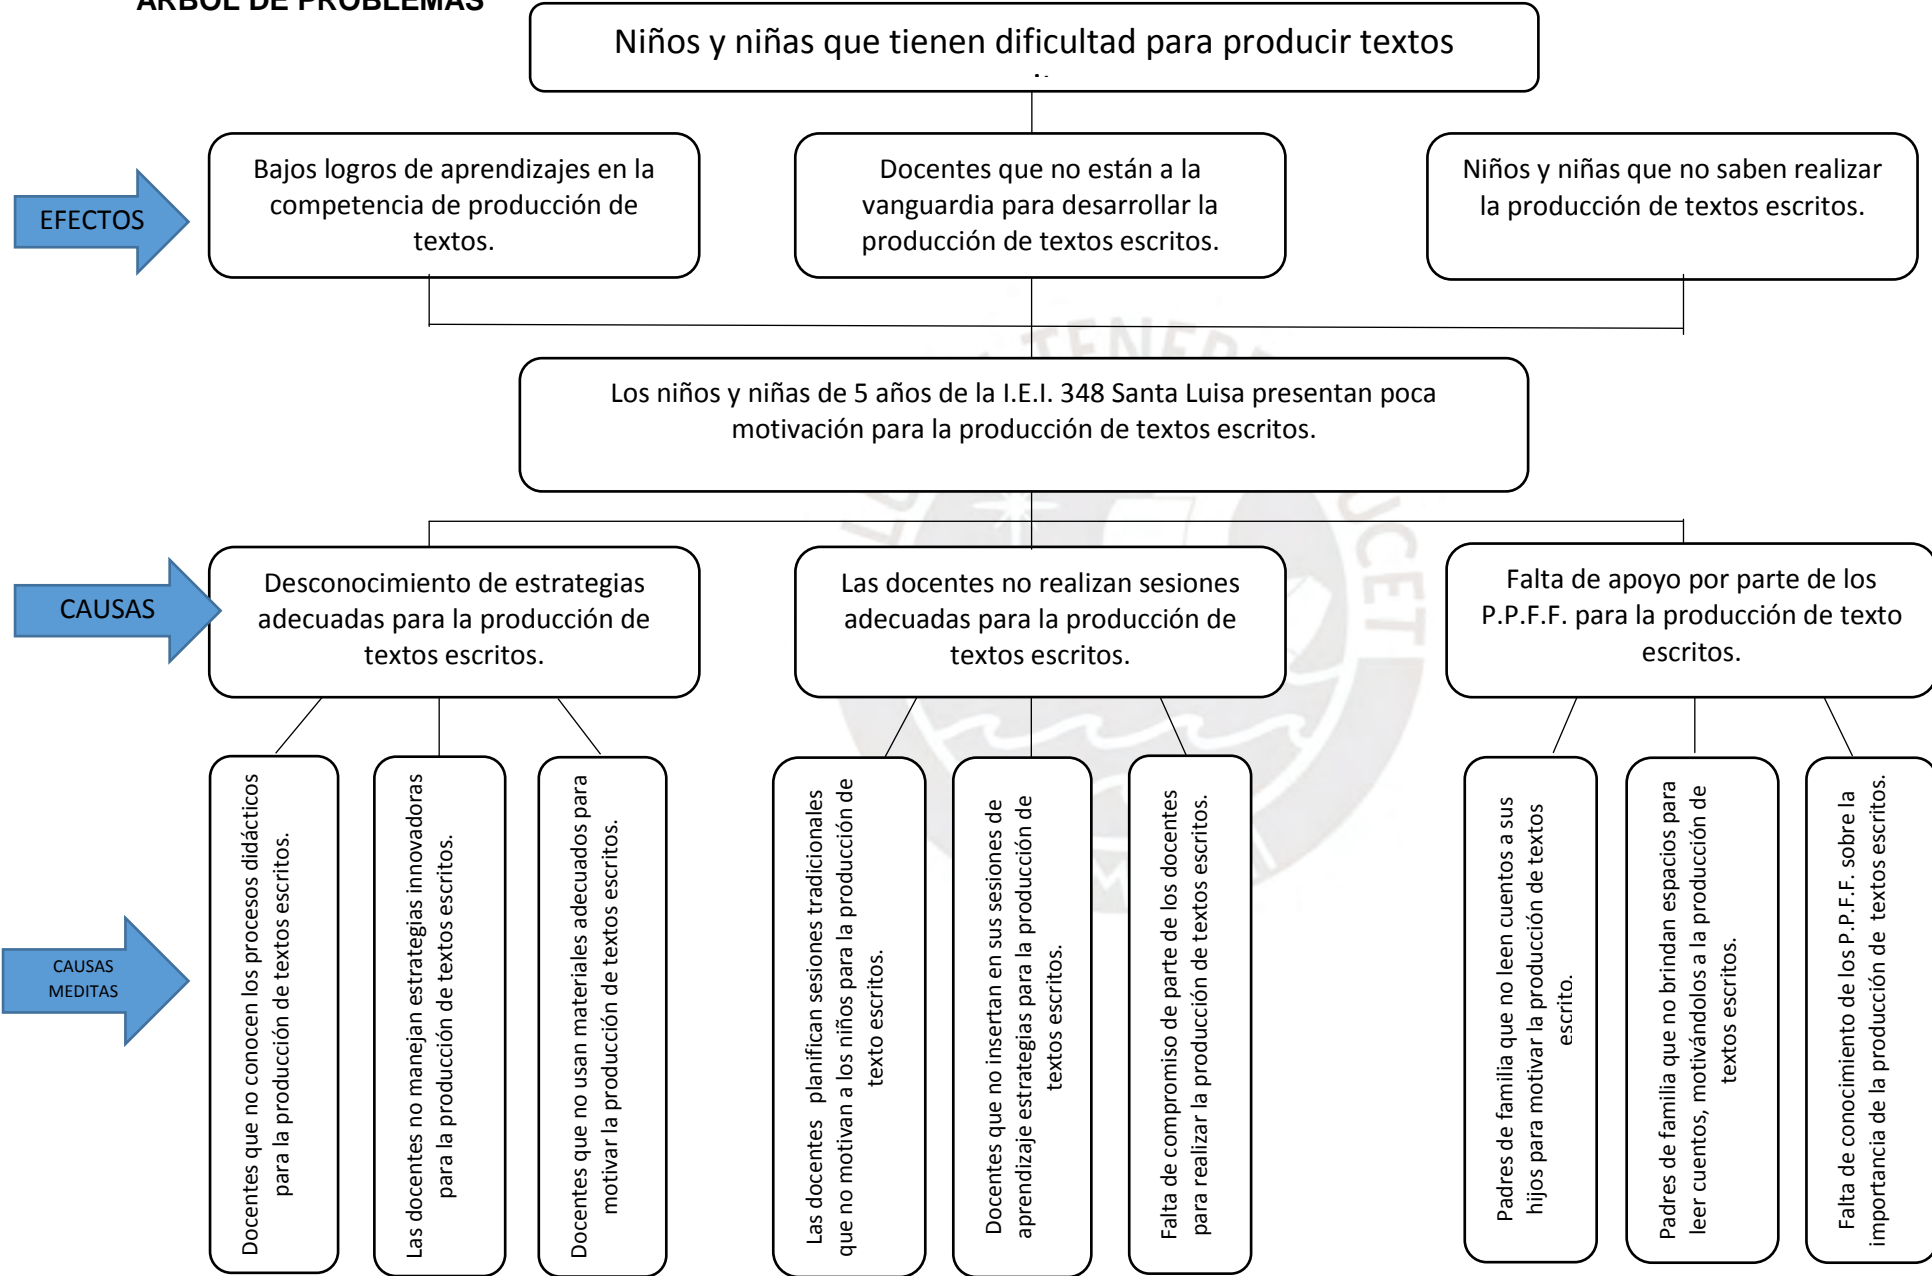 ÁRBOL DE PROBLEMAS
Niños y niñas que tienen dificultad para producir textos
Bajos logros de aprendizajes en la
competencia de producción de
textos.
Docentes que no están a la
vanguardia para desarrollar la
producción de textos escritos.
Niños y niñas que no saben realizar
la producción de textos escritos.
EFECTOS
Los niños y niñas de 5 años de la I.E.I. 348 Santa Luisa presentan poca
motivación para la producción de textos escritos.
CAUSAS
Desconocimiento de estrategias
adecuadas para la producción de
textos escritos.
Las docentes no realizan sesiones
adecuadas para la producción de
textos escritos.
Falta de apoyo por parte de los
P.P.F.F. para la producción de texto
escritos.
CAUSAS
MEDITAS
Docentes que no conocen los procesos didácticos
para la producción de textos escritos.
Las docentes no manejan estrategias innovadoras
para la producción de textos escritos.
Docentes que no usan materiales adecuados para
motivar la producción de textos escritos.
Las docentes planifican sesiones tradicionales
que no motivan a los niños para la producción de
texto escritos.
Docentes que no insertan en sus sesiones de
aprendizaje estrategias para la producción de
textos escritos.
Falta de compromiso de parte de los docentes
para realizar la producción de textos escritos.
Padres de familia que no leen cuentos a sus
hijos para motivar la producción de textos
escrito.
Padres de familia que no brindan espacios para
leer cuentos, motivándolos a la producción de
textos escritos.
Falta de conocimiento de los P.P.F.F. sobre la
importancia de la producción de textos escritos.
TENEB
UCET